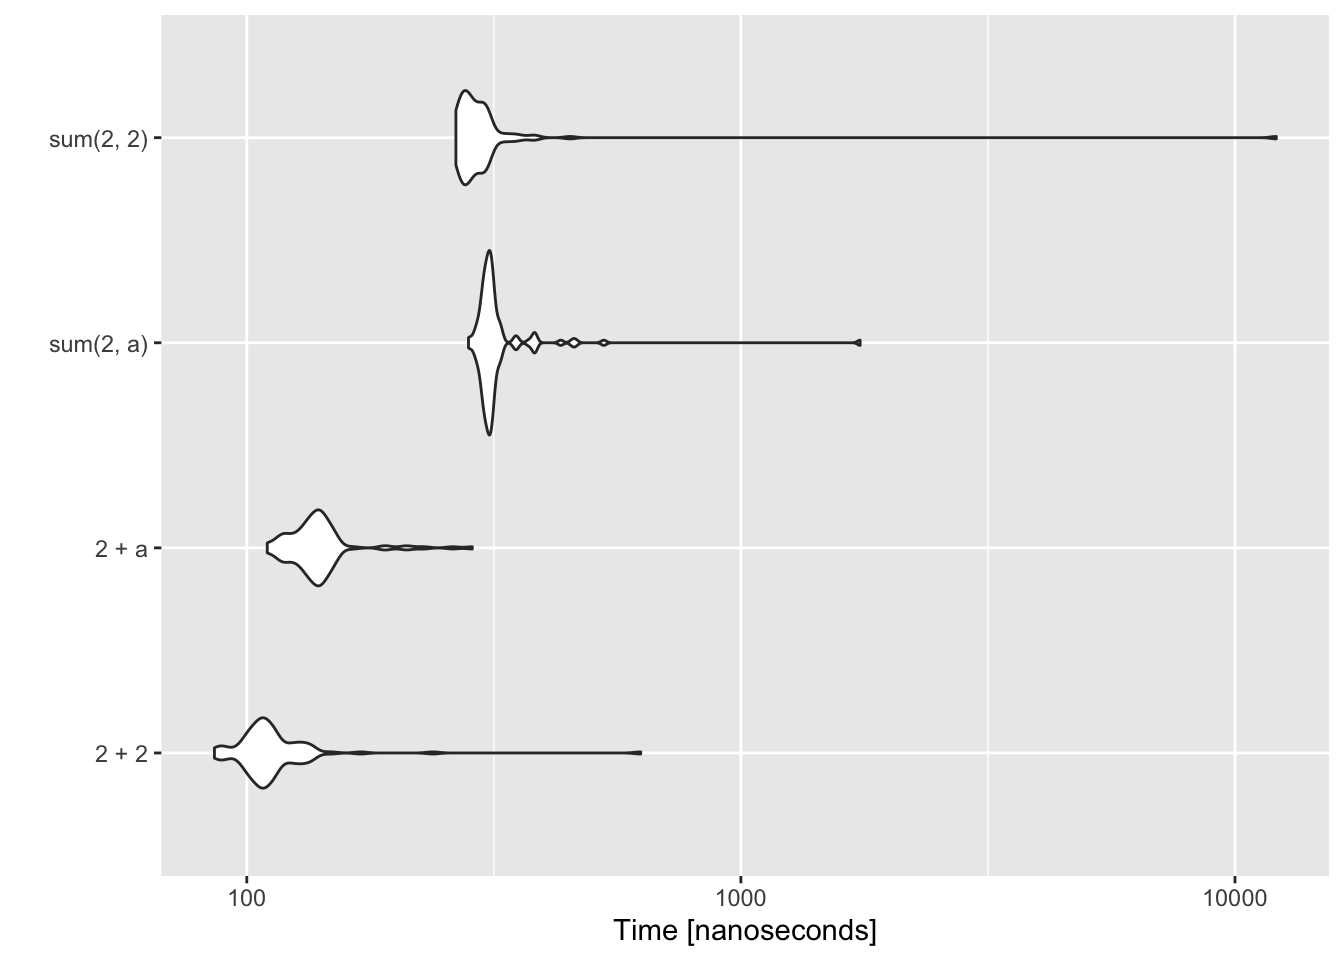 sum(2, 2)
sum(2, a)
2 + a
2 + 2
100 1000 10000
Time [nanoseconds]